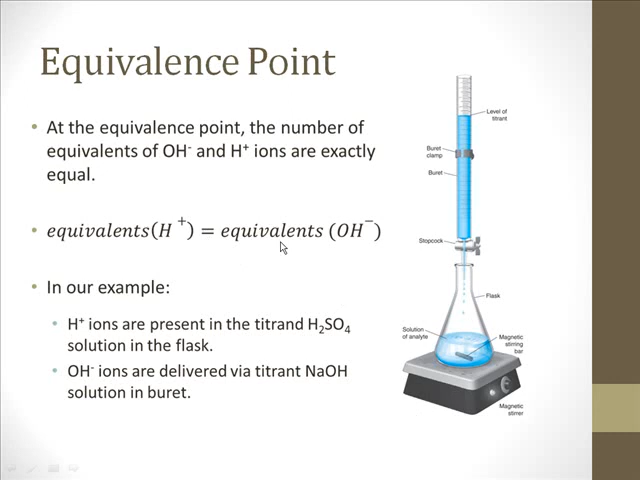 Equivalence Point
• At the equivalence point, the number of
equivalents of OH⁻ and H⁺ ions are exactly
equal.
• equivalents(H⁺) = equivalents (OH⁻)
• In our example:
• H⁺ ions are present in the titrand H₂SO₄
solution in the flask.
• OH⁻ ions are delivered via titrant NaOH
solution in buret.
Level of
titrant
Buret
clamp
Buret
Stopcock
Flask
Solution
of analyte
Magnetic
stirring
bar
Magnetic
stirrer